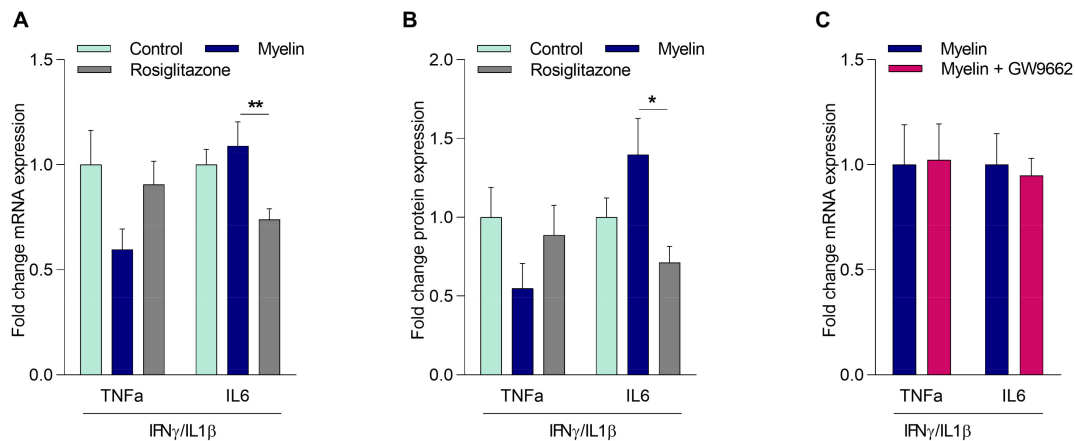 A
Control
Myelin
Rosiglitazone
Fold change mRNA expression
1.5
1.0
0.5
0.0
**
TNFa
IL6
IFNγ/IL1β
B
Control
Myelin
Rosiglitazone
Fold change protein expression
2.0
1.5
1.0
0.5
0.0
*
TNFa
IL6
IFNγ/IL1β
C
Myelin
Myelin + GW9662
Fold change mRNA expression
1.5
1.0
0.5
0.0
TNFa
IL6
IFNγ/IL1β